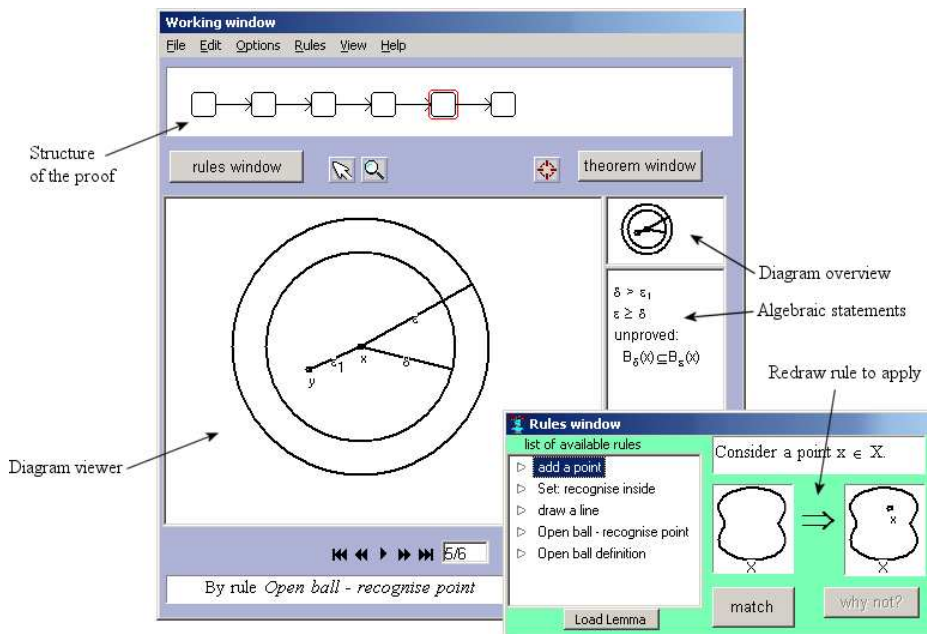 Working window
File Edit Options Rules View Help
Structure
of the proof
rules window
theorem window
Diagram overview
δ > ε₁
ε ≥ δ
unproved:
B_δ(x)⊆B_ε(x)
Algebraic statements
ε
ε₁
x
δ
y
Redraw rule to apply
Diagram viewer
5/6
By rule Open ball - recognise point
Rules window
list of available rules
add a point
Set: recognise inside
draw a line
Open ball - recognise point
Open ball definition
Load Lemma
Consider a point x ∈ X.
X
x
X
match
why not?